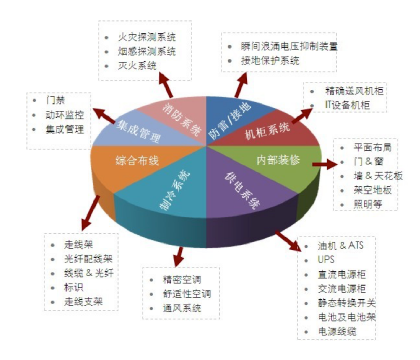 火灾探测系统
烟感探测系统
灭火系统
瞬间浪涌电压抑制装置
接地保护系统
门禁
动环监控
集成管理
精确送风机柜
IT设备机柜
消防系统
防雷/接地
集成管理
机柜系统
综合布线
内部装修
制冷系统
供电系统
平面布局
门 & 窗
墙 & 天花板
架空地板
照明等
走线架
光纤配线架
线缆 & 光纤
标识
走线支架
精密空调
舒适性空调
通风系统
油机 & ATS
UPS
直流电源柜
交流电源柜
静态转换开关
电池及电池架
电源线缆